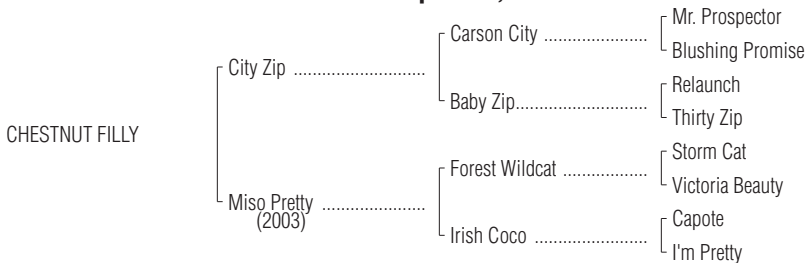 Mr. Prospector
Carson City ......................
Blushing Promise
City Zip ............................
Relaunch
Baby Zip............................
Thirty Zip
CHESTNUT FILLY
Storm Cat
Forest Wildcat ..................
Victoria Beauty
Miso Pretty ......................
(2003)
Capote
Irish Coco ........................
I'm Pretty